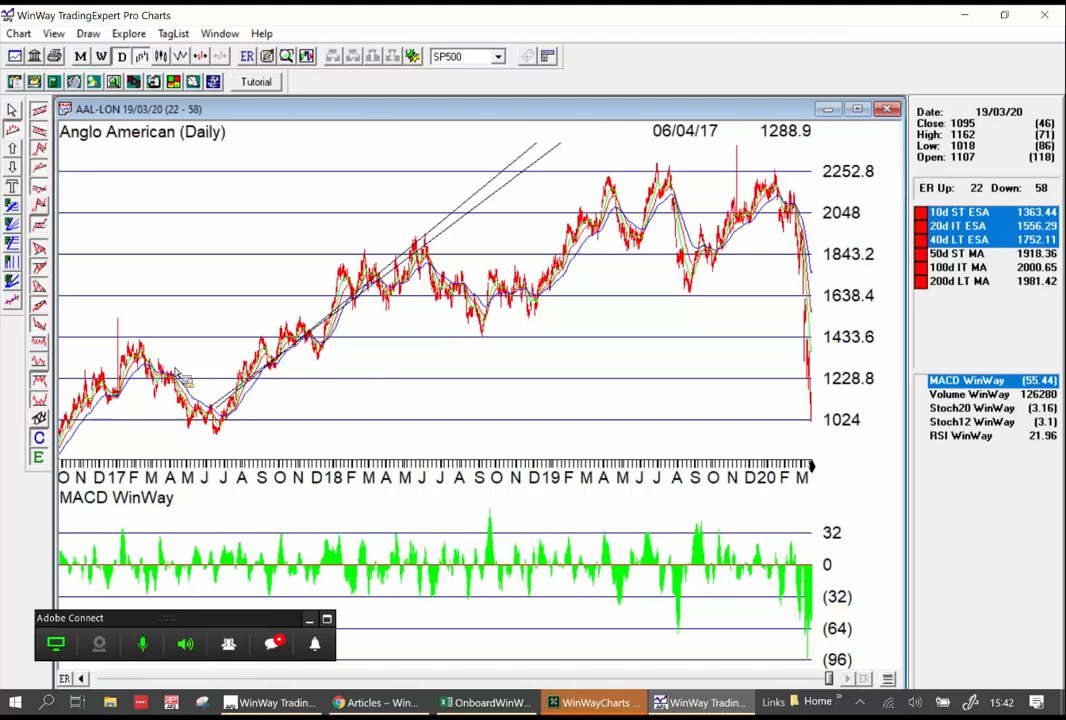 WinWay TradingExpert Pro Charts
Chart View Draw Explore TagList Window Help
M W D ER SP500
Tutorial
AAL-LON 19/03/20 (22 - 58)
Anglo American (Daily) 06/04/17 1288.9
2252.8
2048
1843.2
1638.4
1433.6
1228.8
1024
O N D 17 F M A M J J A S O N D 18 F M A M J J A S O N D 19 F M A M J J A S O N D 20 F M
MACD WinWay
32
0
(32)
(64)
(96)
ER ER
C
E
T
Date: 19/03/20
Close: 1095 (46)
High: 1162 (71)
Low: 1018 (86)
Open: 1107 (118)
ER Up: 22 Down: 58
10d ST ESA 1363.44
20d IT ESA 1556.29
40d LT ESA 1752.11
50d ST MA 1918.36
100d IT MA 2000.65
200d LT MA 1981.42
MACD WinWay (55.44)
Volume WinWay 126280
Stoch20 WinWay (3.16)
Stoch12 WinWay (3.1)
RSI WinWay 21.96
Adobe Connect
WinWay Tradin... Articles – Win... OnboardWinW... WinWayCharts ... WinWay Tradin... Links Home 15:42